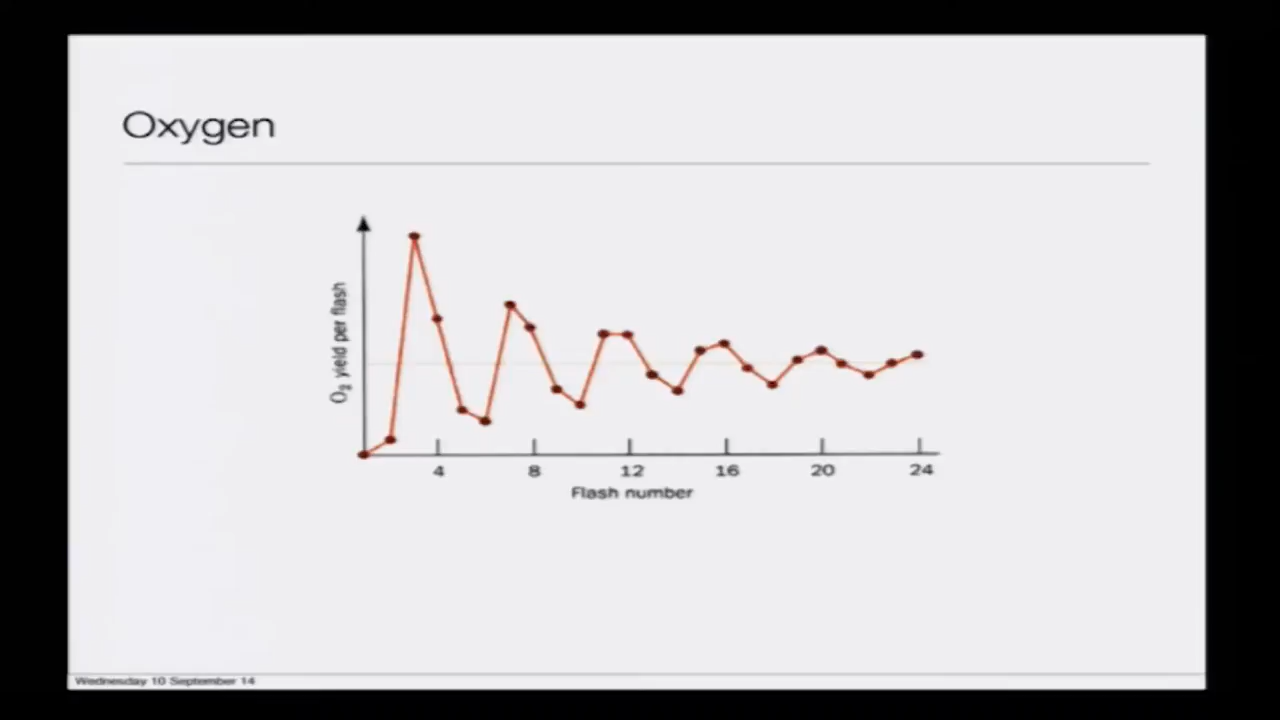 Oxygen
O2 yield per flash
4 8 12 16 20 24
Flash number
Wednesday 10 September 14